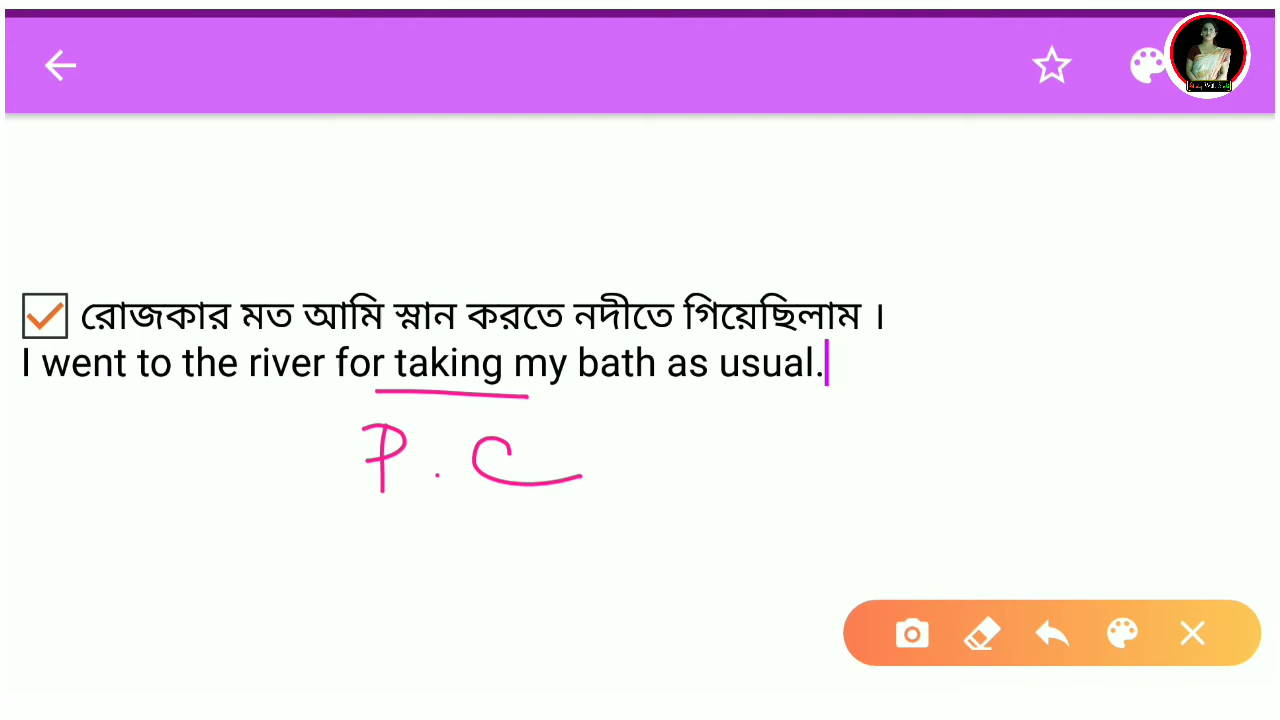 রোজকার মত আমি স্নান করতে নদীতে গিয়েছিলাম ।
I went to the river for taking my bath as usual.
P. C